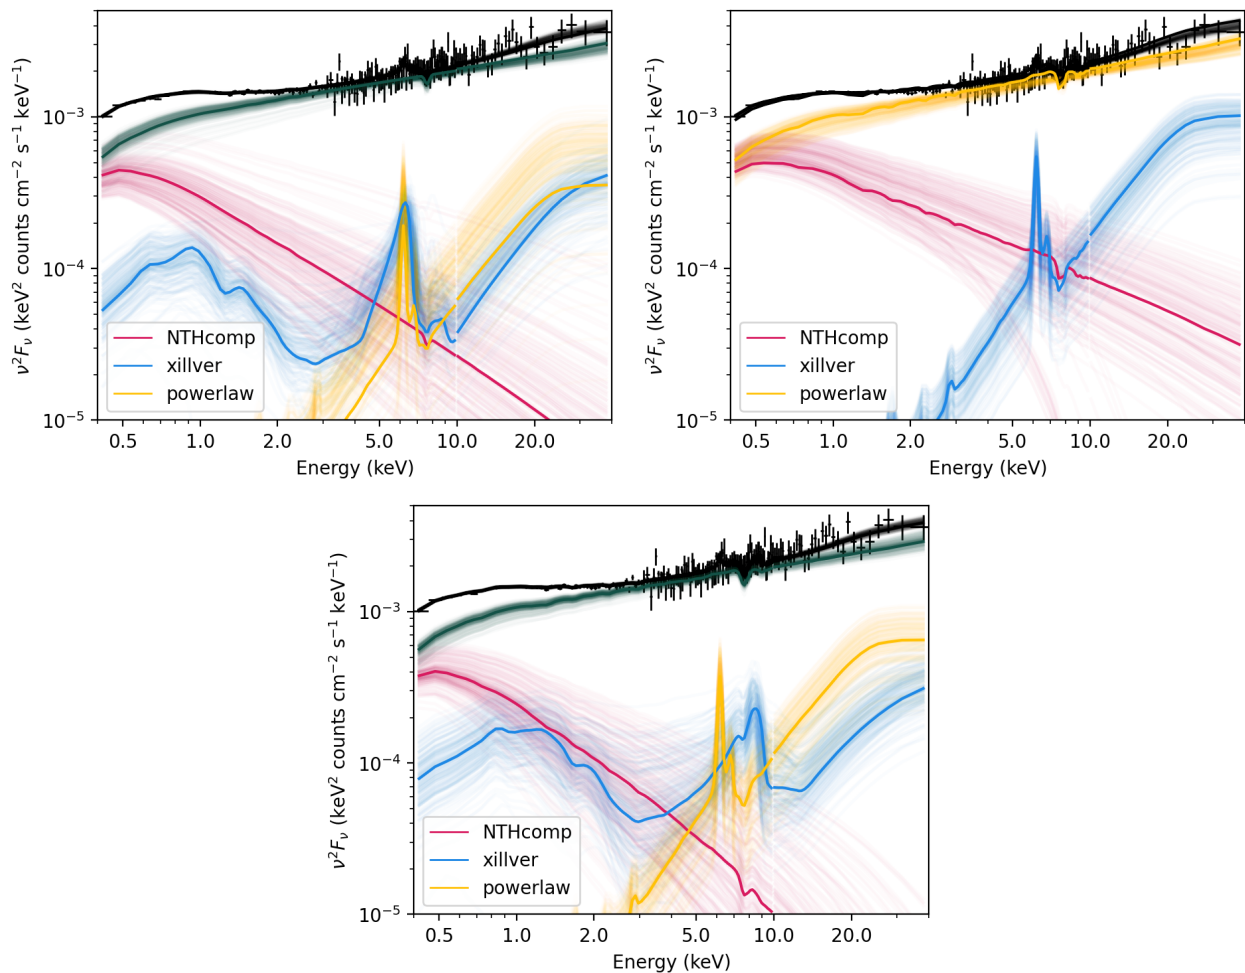 ν²Fν (keV² counts cm⁻² s⁻¹ keV⁻¹)
10⁻³
10⁻⁴
10⁻⁵
NTHcomp
xillver
powerlaw
0.5 1.0 2.0 5.0 10.0 20.0
Energy (keV)
ν²Fν (keV² counts cm⁻² s⁻¹ keV⁻¹)
10⁻³
10⁻⁴
10⁻⁵
NTHcomp
xillver
powerlaw
0.5 1.0 2.0 5.0 10.0 20.0
Energy (keV)
ν²Fν (keV² counts cm⁻² s⁻¹ keV⁻¹)
10⁻³
10⁻⁴
10⁻⁵
NTHcomp
xillver
powerlaw
0.5 1.0 2.0 5.0 10.0 20.0
Energy (keV)